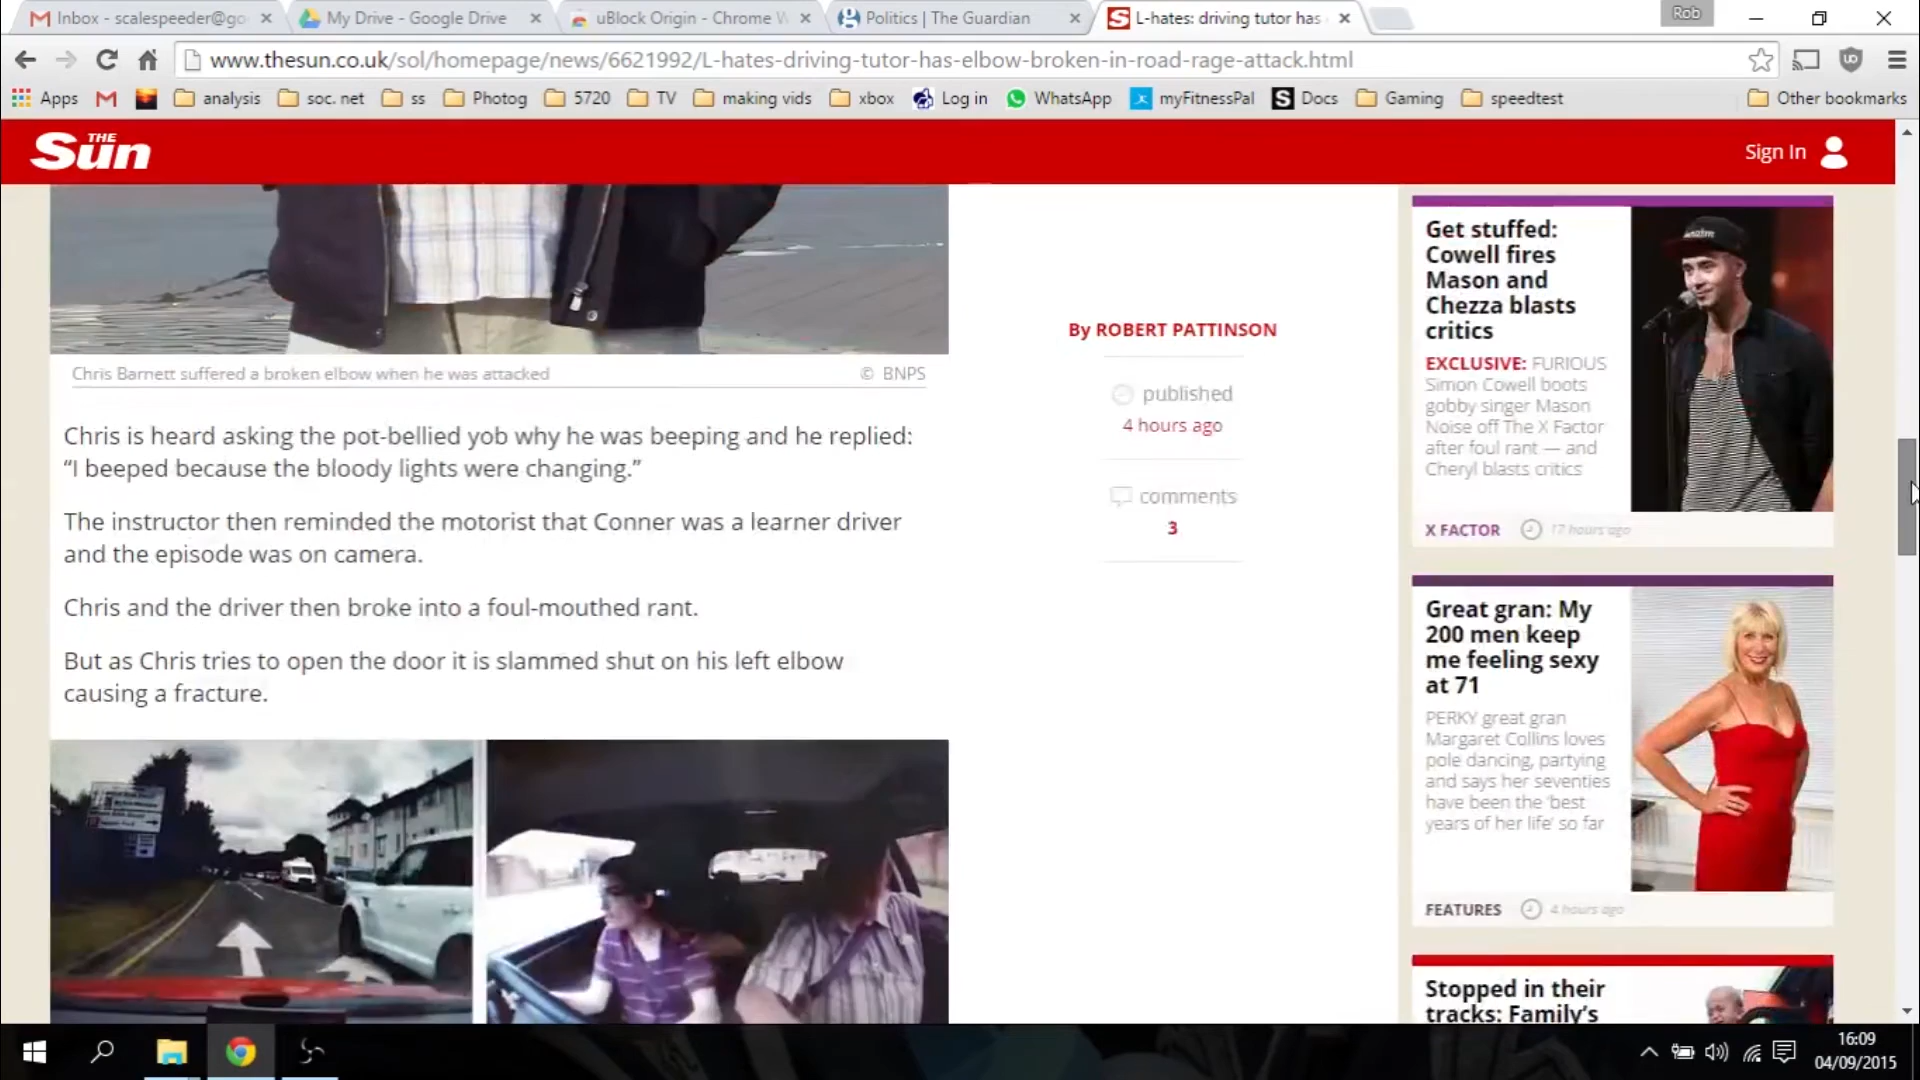 Inbox - scalespeeder@go
My Drive - Google Drive
uBlock Origin - Chrome W
Politics | The Guardian
L-hates: driving tutor has
Rob
www.thesun.co.uk/sol/homepage/news/6621992/L-hates-driving-tutor-has-elbow-broken-in-road-rage-attack.html
Apps
analysis
soc. net
ss
Photog
5720
TV
making vids
xbox
Log in
WhatsApp
myFitnessPal
Docs
Gaming
speedtest
Other bookmarks
THE
Sun
Sign In
Chris Barnett suffered a broken elbow when he was attacked
© BNPS
Chris is heard asking the pot-bellied yob why he was beeping and he replied:
“I beeped because the bloody lights were changing.”
The instructor then reminded the motorist that Conner was a learner driver
and the episode was on camera.
Chris and the driver then broke into a foul-mouthed rant.
But as Chris tries to open the door it is slammed shut on his left elbow
causing a fracture.
By ROBERT PATTINSON
published
4 hours ago
comments
3
Get stuffed:
Cowell fires
Mason and
Chezza blasts
critics
EXCLUSIVE: FURIOUS
Simon Cowell boots
gobby singer Mason
Noise off The X Factor
after foul rant — and
Cheryl blasts critics
X FACTOR
17 hours ago
Great gran: My
200 men keep
me feeling sexy
at 71
PERKY great gran
Margaret Collins loves
pole dancing, partying
and says her seventies
have been the ‘best
years of her life’ so far
FEATURES
4 hours ago
Stopped in their
tracks: Family’s
16:09
04/09/2015